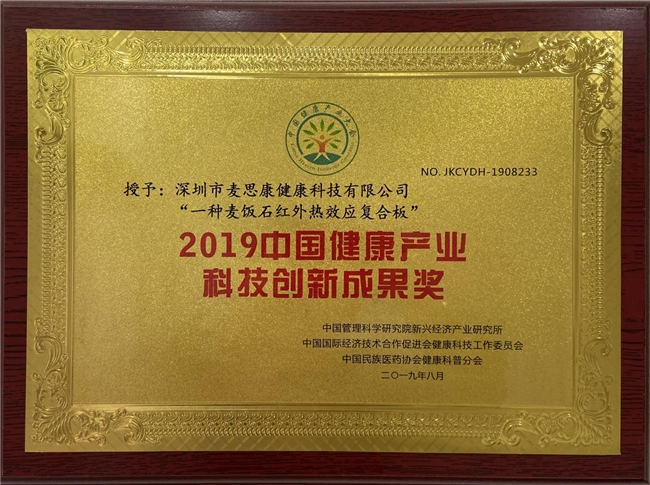 中国健康产业大会
NO. JKCYDH-1908233
授予：深圳市麦思康健康科技有限公司
“一种麦饭石红外热效应复合板”
2019中国健康产业
科技创新成果奖
中国管理科学研究院新兴经济产业研究所
中国国际经济技术合作促进会健康科技工作委员会
中国民族医药协会健康科普分会
二〇一九年八月